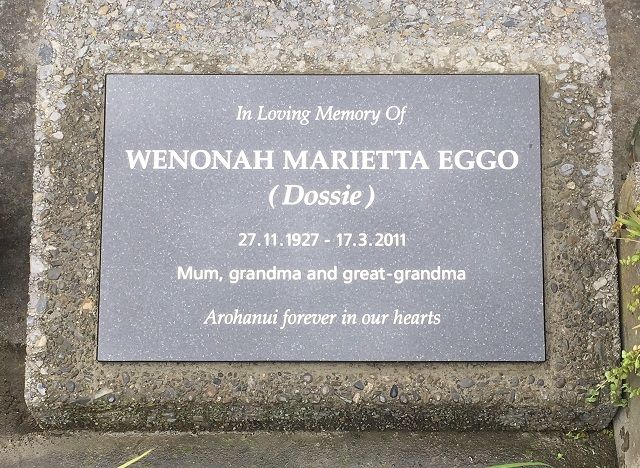 In Loving Memory Of
WENONAH MARIETTA EGGO
(Dossie)
27.11.1927 - 17.3.2011
Mum, grandma and great-grandma
Arohanui forever in our hearts